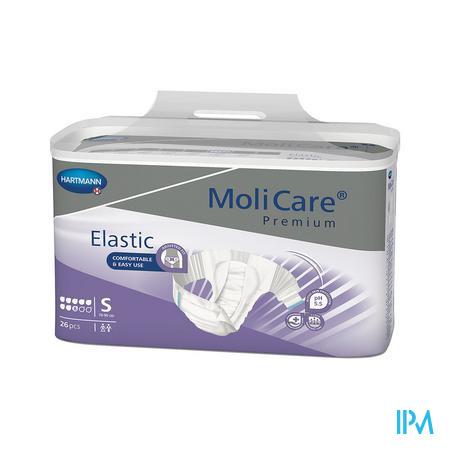 HARTMANN
MoliCare®
Premium
Elastic
COMFORTABLE
& EASY USE
S
26 pcs
pH
5.5
IPM